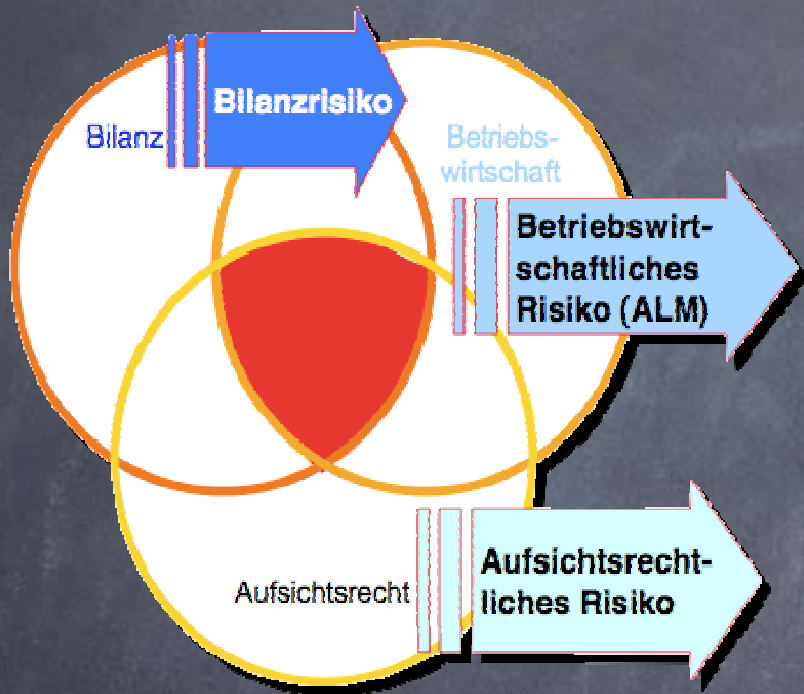 Bilanz
Bilanzrisiko
Betriebs-
wirtschaft
Betriebswirt-
schaftliches
Risiko (ALM)
Aufsichtsrecht
Aufsichtsrecht-
liches Risiko